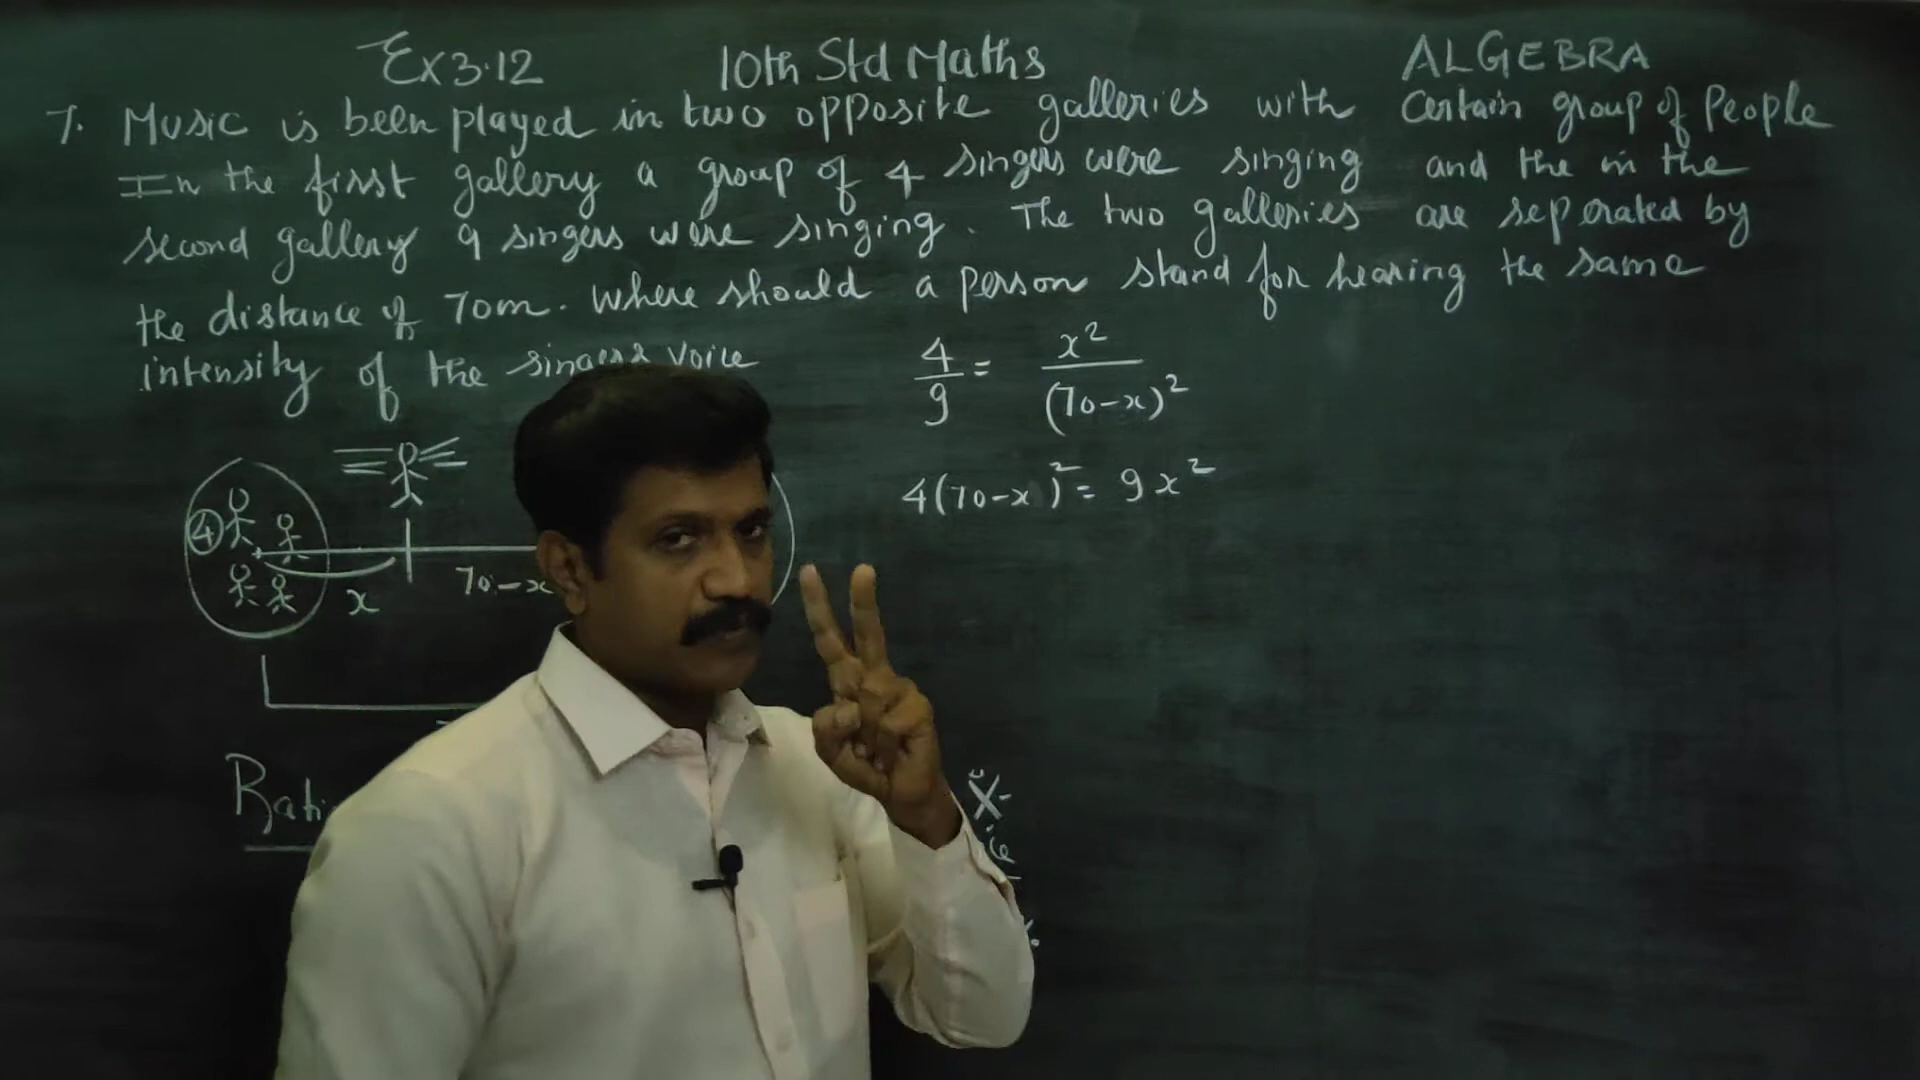 Ex 3.12 10th Std Maths ALGEBRA
7. Music is been played in two opposite galleries with certain group of People
In the first gallery a group of 4 singers were singing and the in the
second gallery 9 singers were singing. The two galleries are seperated by
the distance of 70m. Where should a person stand for hearing the same
intensity of the singers voice
4/9 = x²/(70-x)²
4(70-x)² = 9x²
4
x 70-x